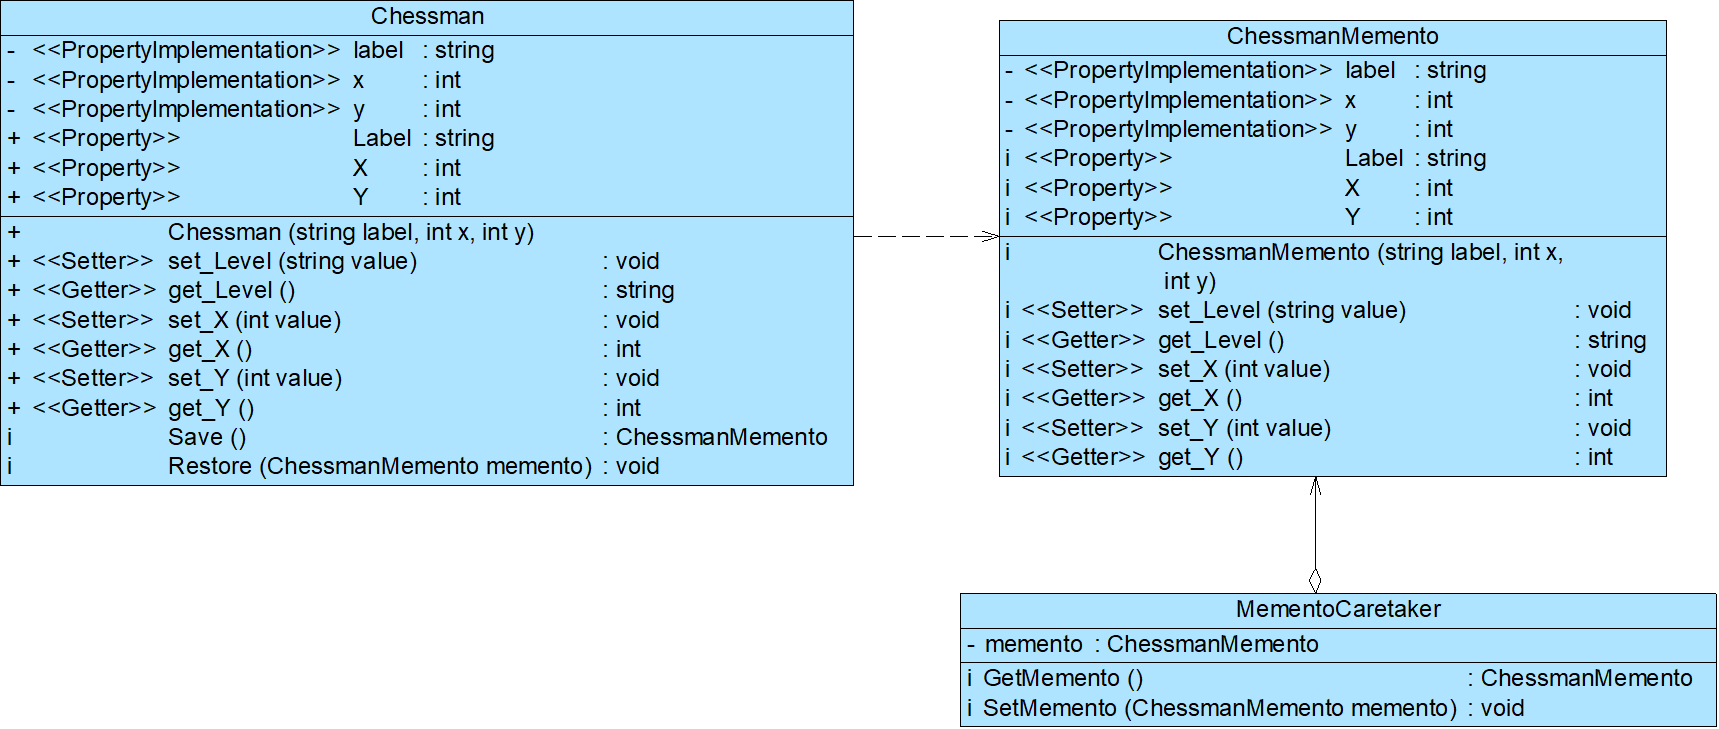 Chessman
- <<PropertyImplementation>> label : string
- <<PropertyImplementation>> x : int
- <<PropertyImplementation>> y : int
+ <<Property>> Label : string
+ <<Property>> X : int
+ <<Property>> Y : int
+ Chessman (string label, int x, int y)
+ <<Setter>> set_Level (string value) : void
+ <<Getter>> get_Level () : string
+ <<Setter>> set_X (int value) : void
+ <<Getter>> get_X () : int
+ <<Setter>> set_Y (int value) : void
+ <<Getter>> get_Y () : int
i Save () : ChessmanMemento
i Restore (ChessmanMemento memento) : void
ChessmanMemento
- <<PropertyImplementation>> label : string
- <<PropertyImplementation>> x : int
- <<PropertyImplementation>> y : int
i <<Property>> Label : string
i <<Property>> X : int
i <<Property>> Y : int
i ChessmanMemento (string label, int x,
int y)
i <<Setter>> set_Level (string value) : void
i <<Getter>> get_Level () : string
i <<Setter>> set_X (int value) : void
i <<Getter>> get_X () : int
i <<Setter>> set_Y (int value) : void
i <<Getter>> get_Y () : int
MementoCaretaker
- memento : ChessmanMemento
i GetMemento () : ChessmanMemento
i SetMemento (ChessmanMemento memento) : void